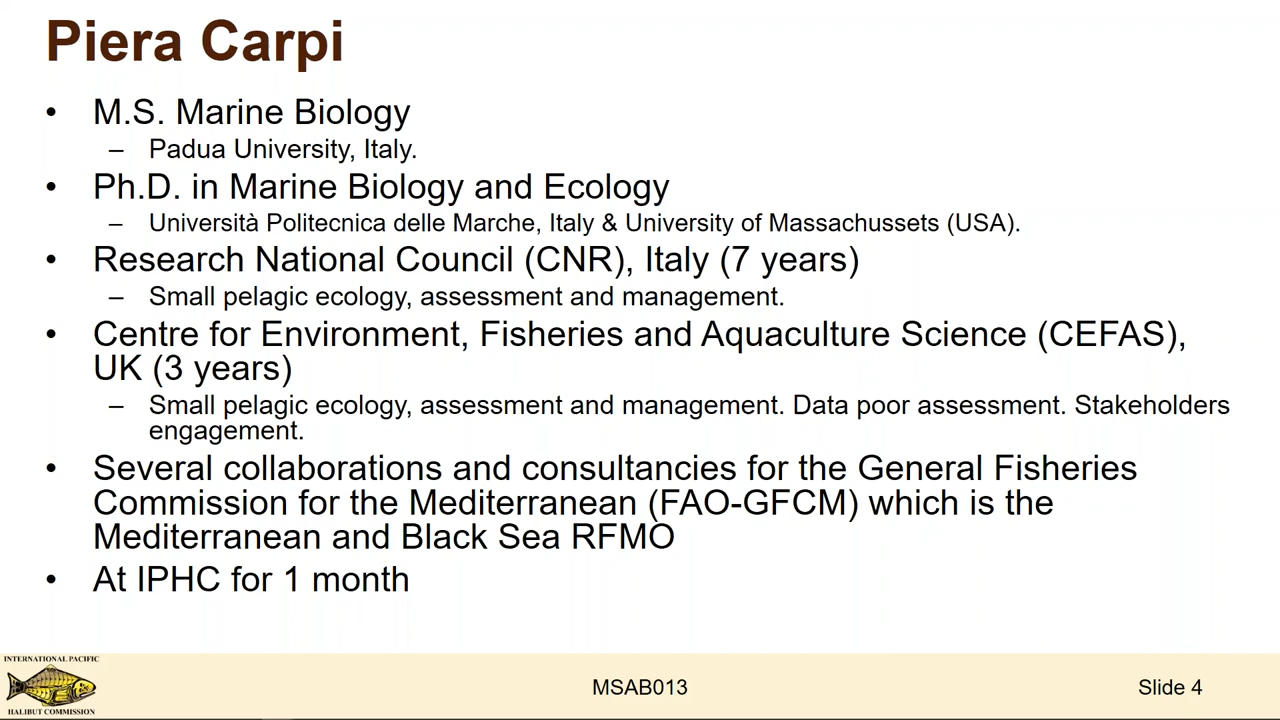 Piera Carpi
• M.S. Marine Biology
– Padua University, Italy.
• Ph.D. in Marine Biology and Ecology
– Università Politecnica delle Marche, Italy & University of Massachussets (USA).
• Research National Council (CNR), Italy (7 years)
– Small pelagic ecology, assessment and management.
• Centre for Environment, Fisheries and Aquaculture Science (CEFAS),
UK (3 years)
– Small pelagic ecology, assessment and management. Data poor assessment. Stakeholders
engagement.
• Several collaborations and consultancies for the General Fisheries
Commission for the Mediterranean (FAO-GFCM) which is the
Mediterranean and Black Sea RFMO
• At IPHC for 1 month
INTERNATIONAL PACIFIC
HALIBUT COMMISSION
MSAB013
Slide 4